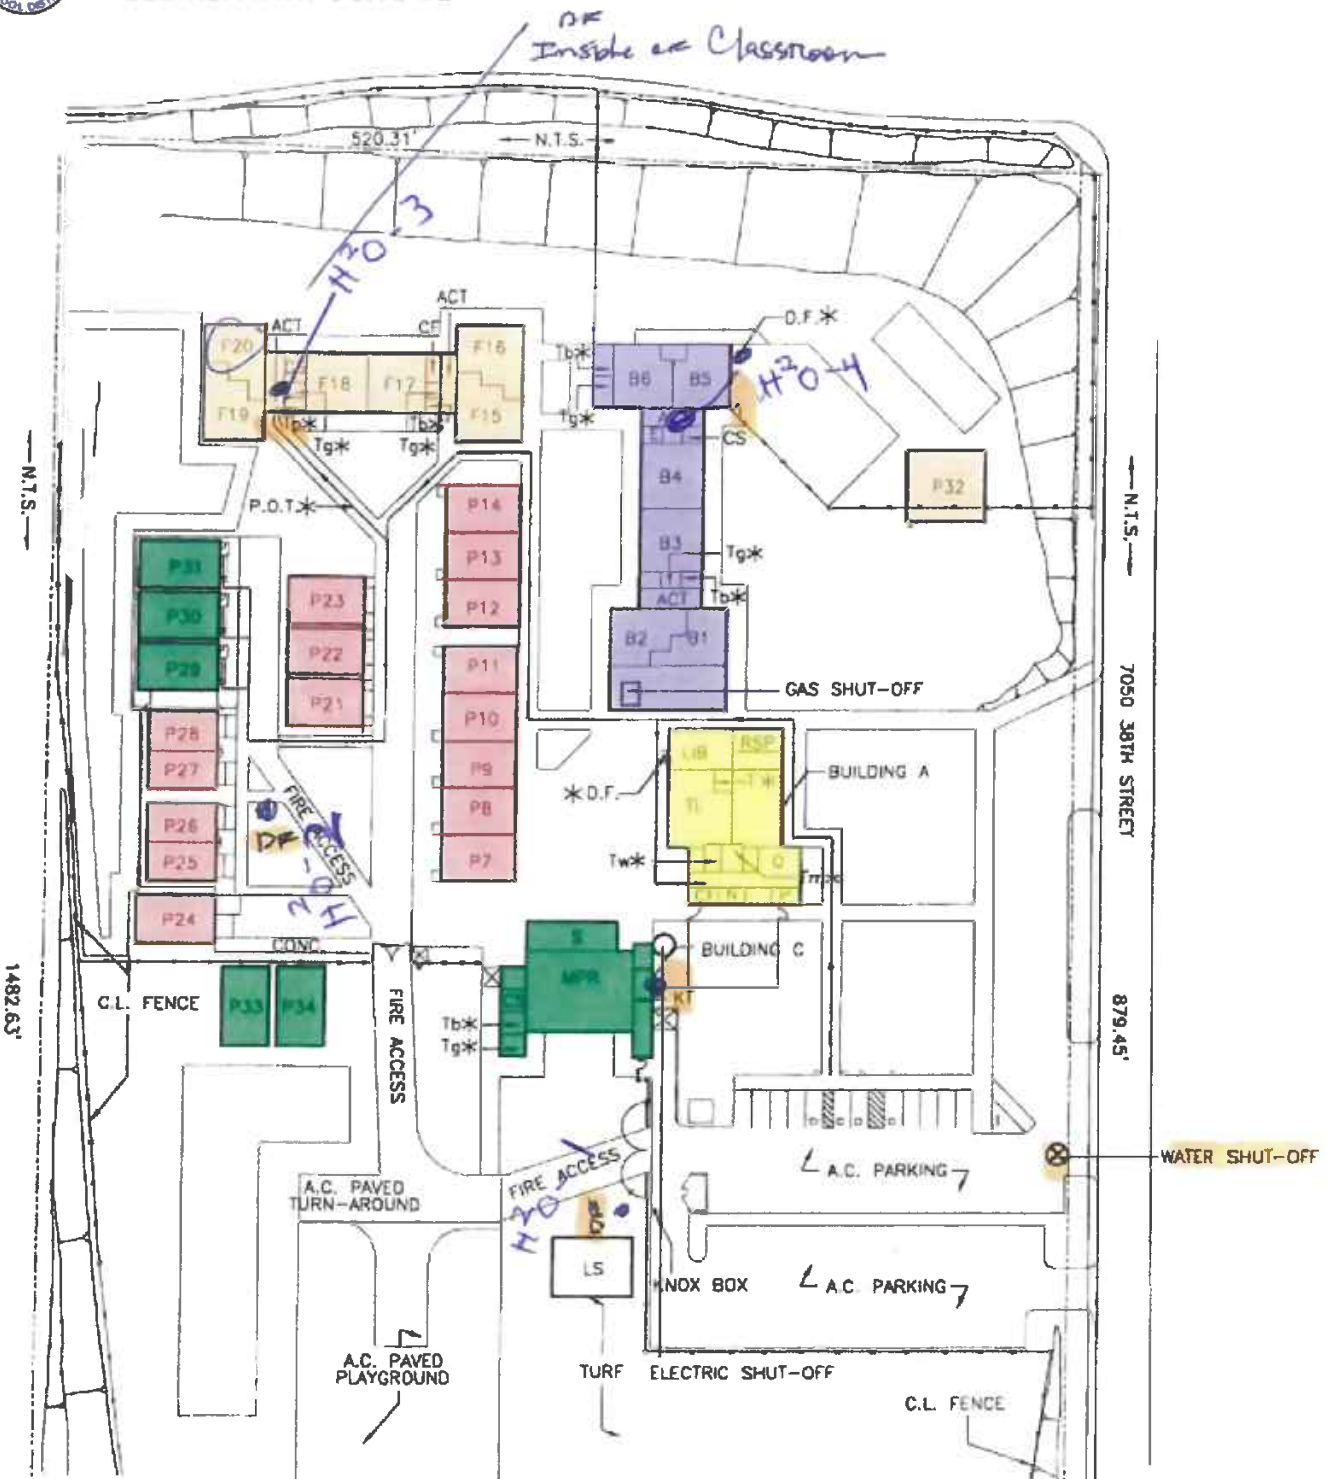 Inside or Classroom
520.31'
N.T.S.
H²O-3
ACT
ACT
F20
F16
D.F.*
F18
F17
Tb*
B6
B5
H²O-4
F19
F15
Tb*
Tb*
Tg*
Tg*
Tg*
CS
N.T.S.
B4
P32
N.T.S.
P.O.T.*
P14
P13
B3
Tg*
P31
P12
ACT
Tb*
P30
P23
P29
P22
P11
B2
B1
P21
P10
GAS SHUT-OFF
7050 38TH STREET
P28
P27
P9
LIB
RSP
BUILDING A
*D.F.
TL
FIRE ACCESS
P26
DF
P8
P25
H2O-2
P7
Tw*
O
P24
CONC.
S
BUILDING C
MPR
1482.63'
C.L. FENCE
P33
P34
FIRE ACCESS
KT
879.45'
Tb*
Tg*
WATER SHUT-OFF
A.C. PARKING
FIRE ACCESS
A.C. PAVED
TURN-AROUND
H2O-1
LS
KNOX BOX
A.C. PARKING
A.C. PAVED
PLAYGROUND
TURF
ELECTRIC SHUT-OFF
C.L. FENCE